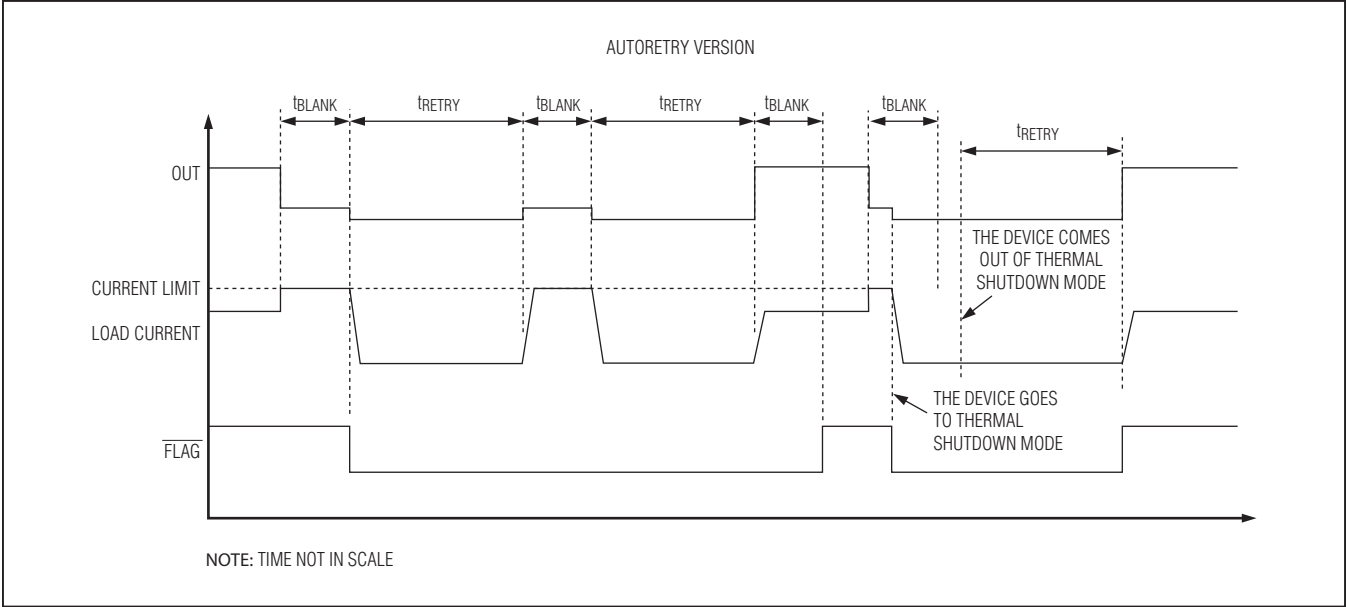 AUTORETRY VERSION
tBLANK
tRETRY
tBLANK
tRETRY
tBLANK
tBLANK
tRETRY
OUT
THE DEVICE COMES
OUT OF THERMAL
SHUTDOWN MODE
CURRENT LIMIT
LOAD CURRENT
THE DEVICE GOES
TO THERMAL
SHUTDOWN MODE
FLAG
NOTE: TIME NOT IN SCALE